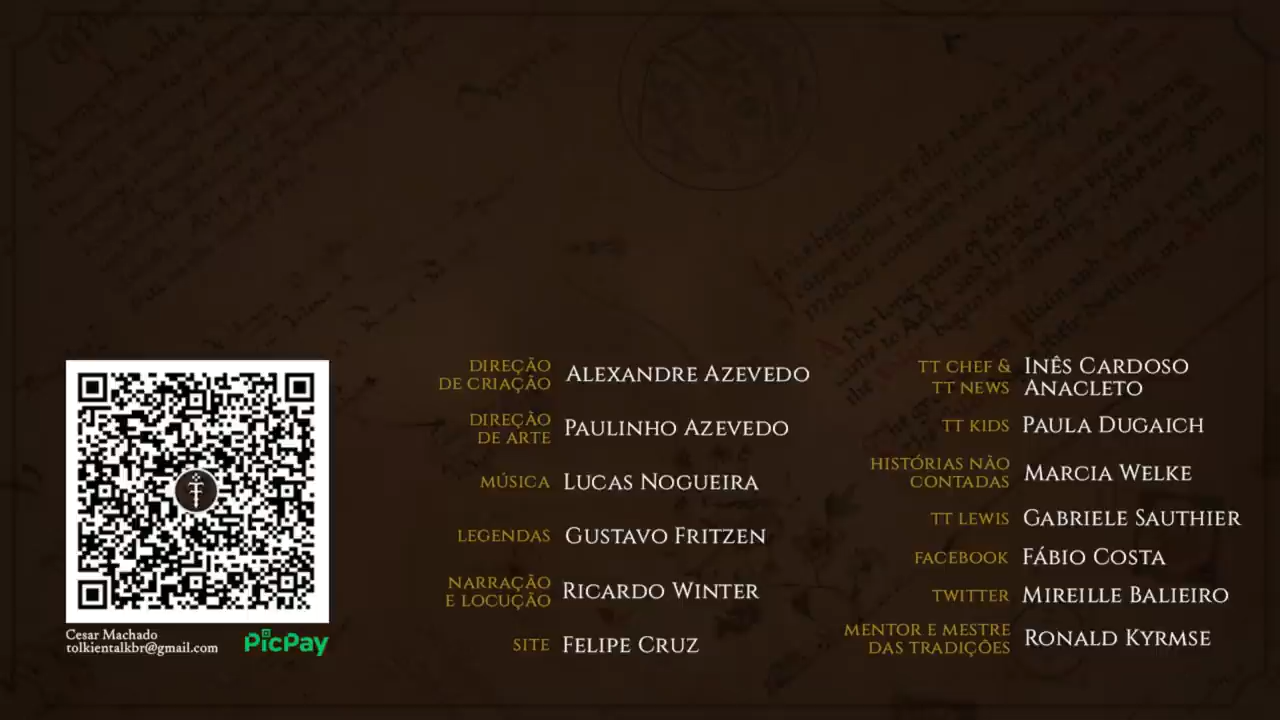 DIREÇÃO
DE CRIAÇÃO
ALEXANDRE AZEVEDO
DIREÇÃO
DE ARTE
PAULINHO AZEVEDO
MÚSICA
LUCAS NOGUEIRA
LEGENDAS
GUSTAVO FRITZEN
NARRAÇÃO
E LOCUÇÃO
RICARDO WINTER
SITE
FELIPE CRUZ
TT CHEF &
TT NEWS
INÊS CARDOSO
ANACLETO
TT KIDS
PAULA DUGAICH
HISTÓRIAS NÃO
CONTADAS
MARCIA WELKE
TT LEWIS
GABRIELE SAUTHIER
FACEBOOK
FÁBIO COSTA
TWITTER
MIREILLE BALIEIRO
MENTOR E MESTRE
DAS TRADIÇÕES
RONALD KYRMSE
Cesar Machado
tolkientalkbr@gmail.com
PicPay